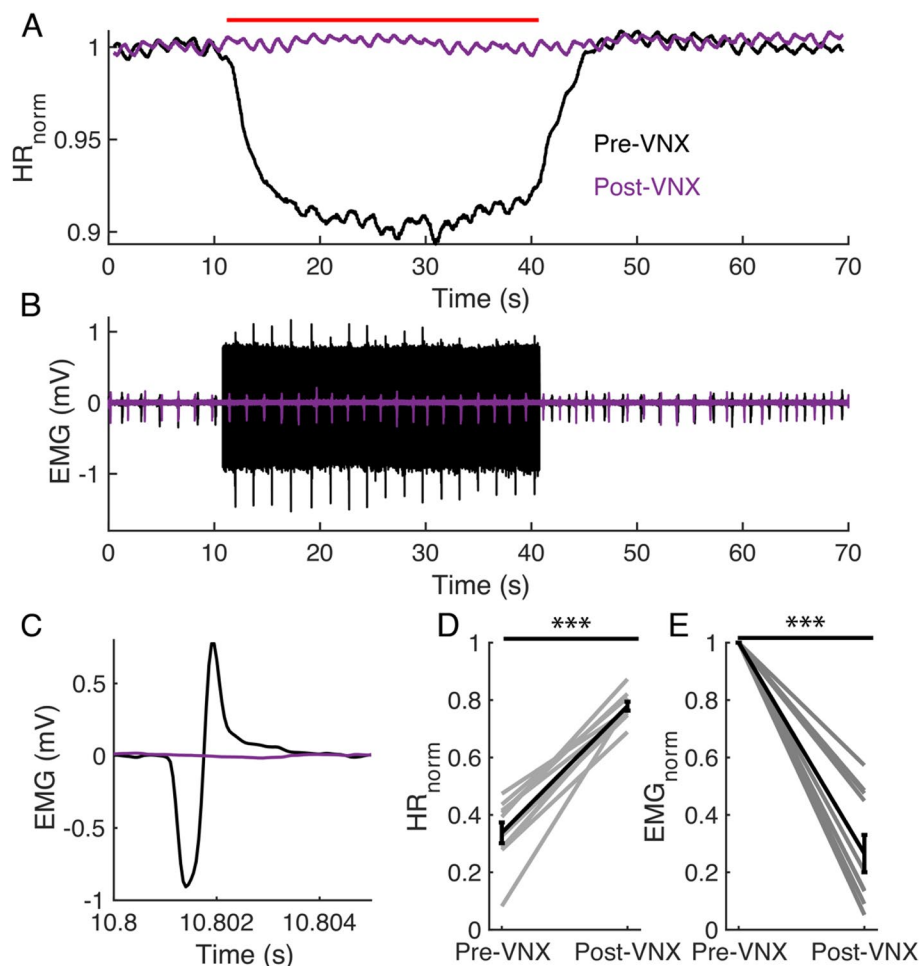 A
1
0.95
0.9
HRnorm
Pre-VNX
Post-VNX
0 10 20 30 40 50 60 70
Time (s)
B
1
0
-1
EMG (mV)
0 10 20 30 40 50 60 70
Time (s)
C
0.5
0
-0.5
-1
EMG (mV)
10.8 10.802 10.804
Time (s)
D
***
1
0.8
0.6
0.4
0.2
0
HRnorm
Pre-VNX Post-VNX
E
***
1
0.8
0.6
0.4
0.2
0
EMGnorm
Pre-VNX Post-VNX